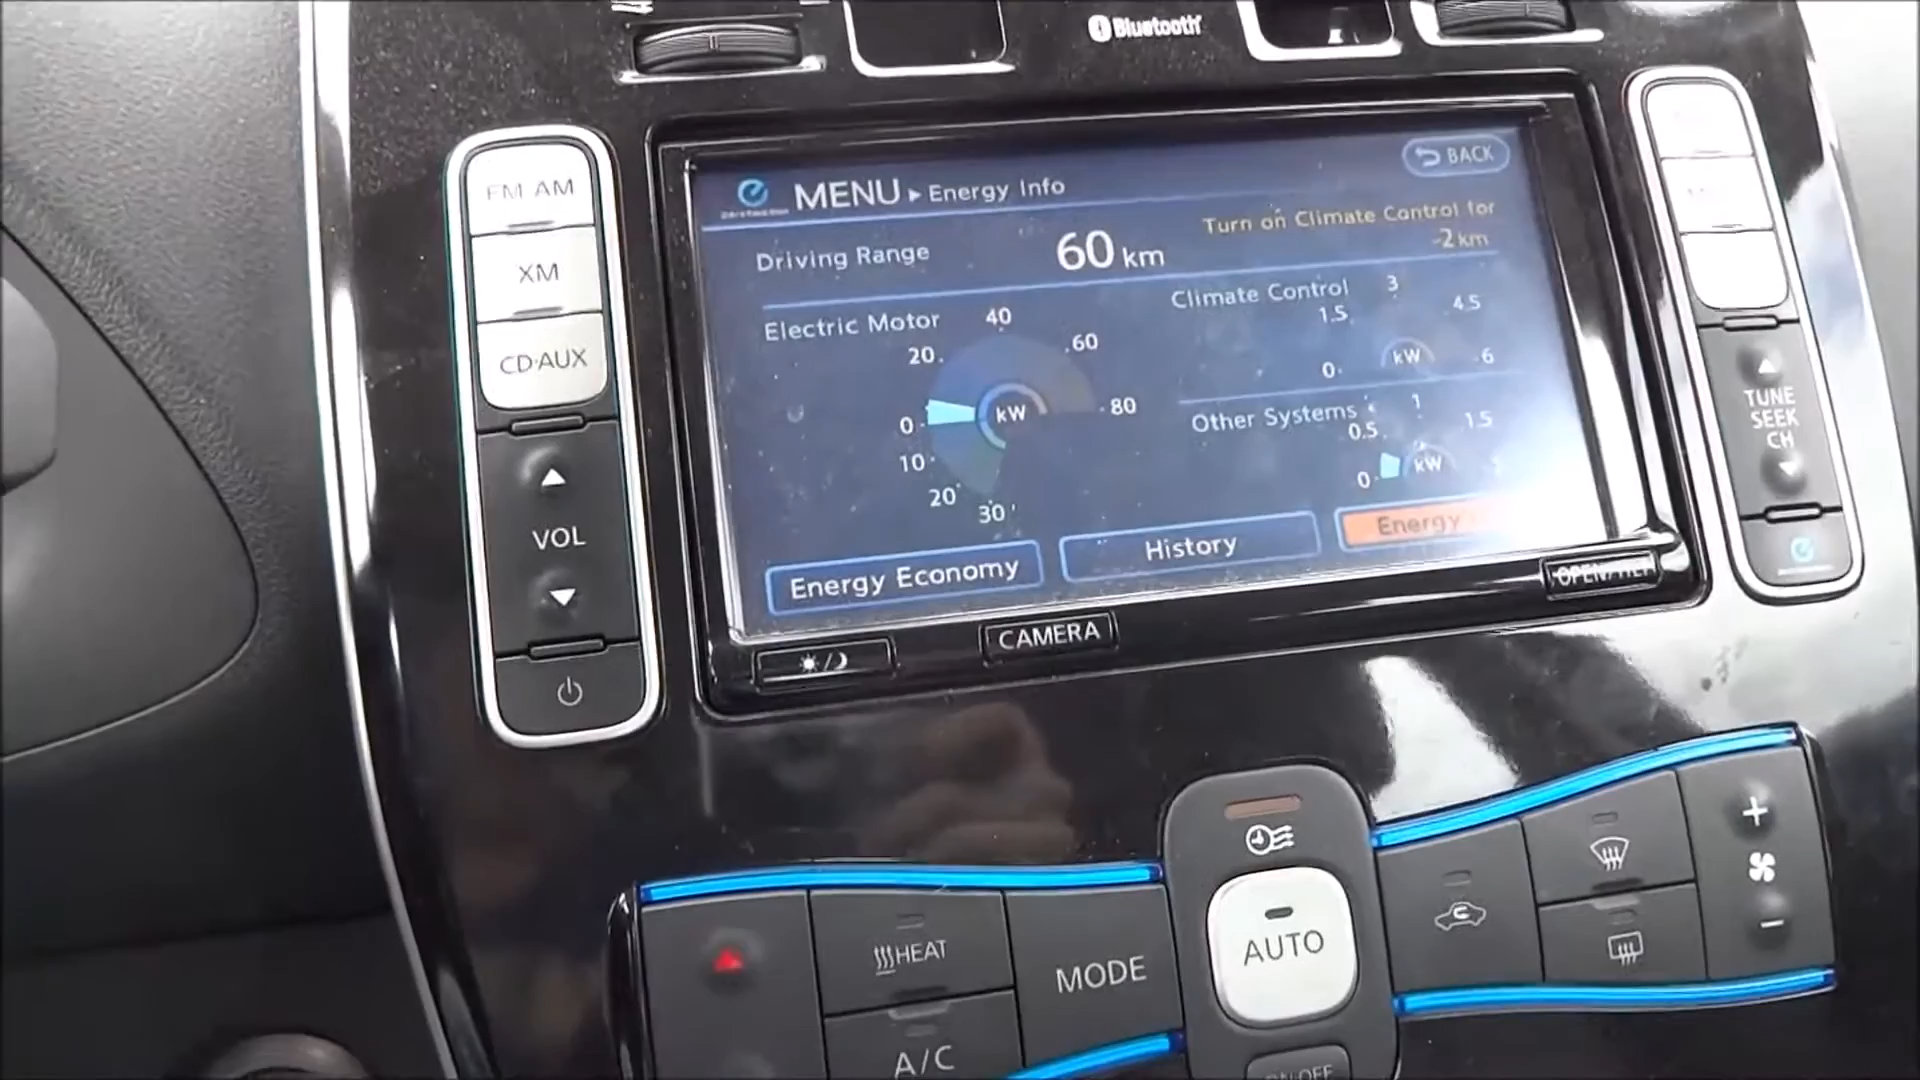 Bluetooth
FM·AM
XM
CD·AUX
VOL
MENU ▸ Energy Info
BACK
Driving Range
60 km
Turn on Climate Control for
-2 km
Electric Motor
40
20
60
0
kW
80
10
20
30
Climate Control
3
1.5
4.5
0
kW
6
Other Systems
1
0.5
1.5
0
kW
Energy Economy
History
Energy
CAMERA
TUNE
SEEK
CH
HEAT
MODE
AUTO
A/C
ON·OFF